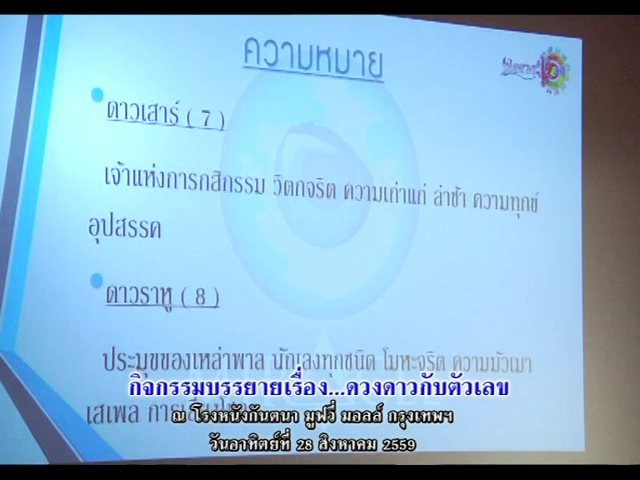 ความหมาย
ดาวเสาร์ ( 7 )
เจ้าแห่งการกสิกรรม วิตกจริต ความเก่าแก่ ล่าช้า ความทุกข์
อุปสรรค
ดาวราหู ( 8 )
ประมุขของเหล่าพาล นักเลงทุกชนิด โมหะจริต ความมัวเมา
เสเพล
กิจกรรมบรรยายเรื่อง...ดวงดาวกับตัวเลข
ณ โรงหนังกันตนา มูฟวี่ มอลล์ กรุงเทพฯ
วันอาทิตย์ที่ 28 สิงหาคม 2559